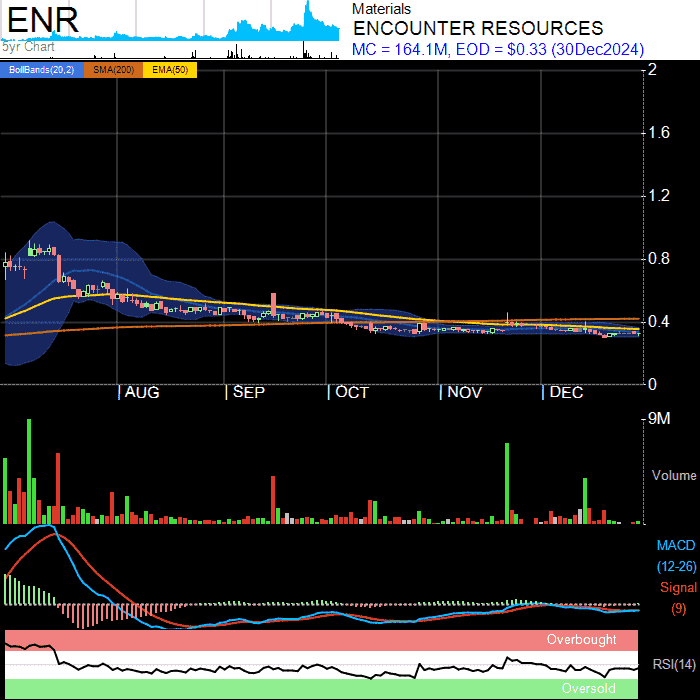 ENR
5yr Chart
Materials
ENCOUNTER RESOURCES
MC = 164.1M, EOD = $0.33 (30Dec2024)
BollBands(20,2) SMA(200) EMA(50)
2
1.6
1.2
0.8
0.4
0
AUG SEP OCT NOV DEC
9M
Volume
MACD
(12-26)
Signal
(9)
Overbought
RSI(14)
Oversold